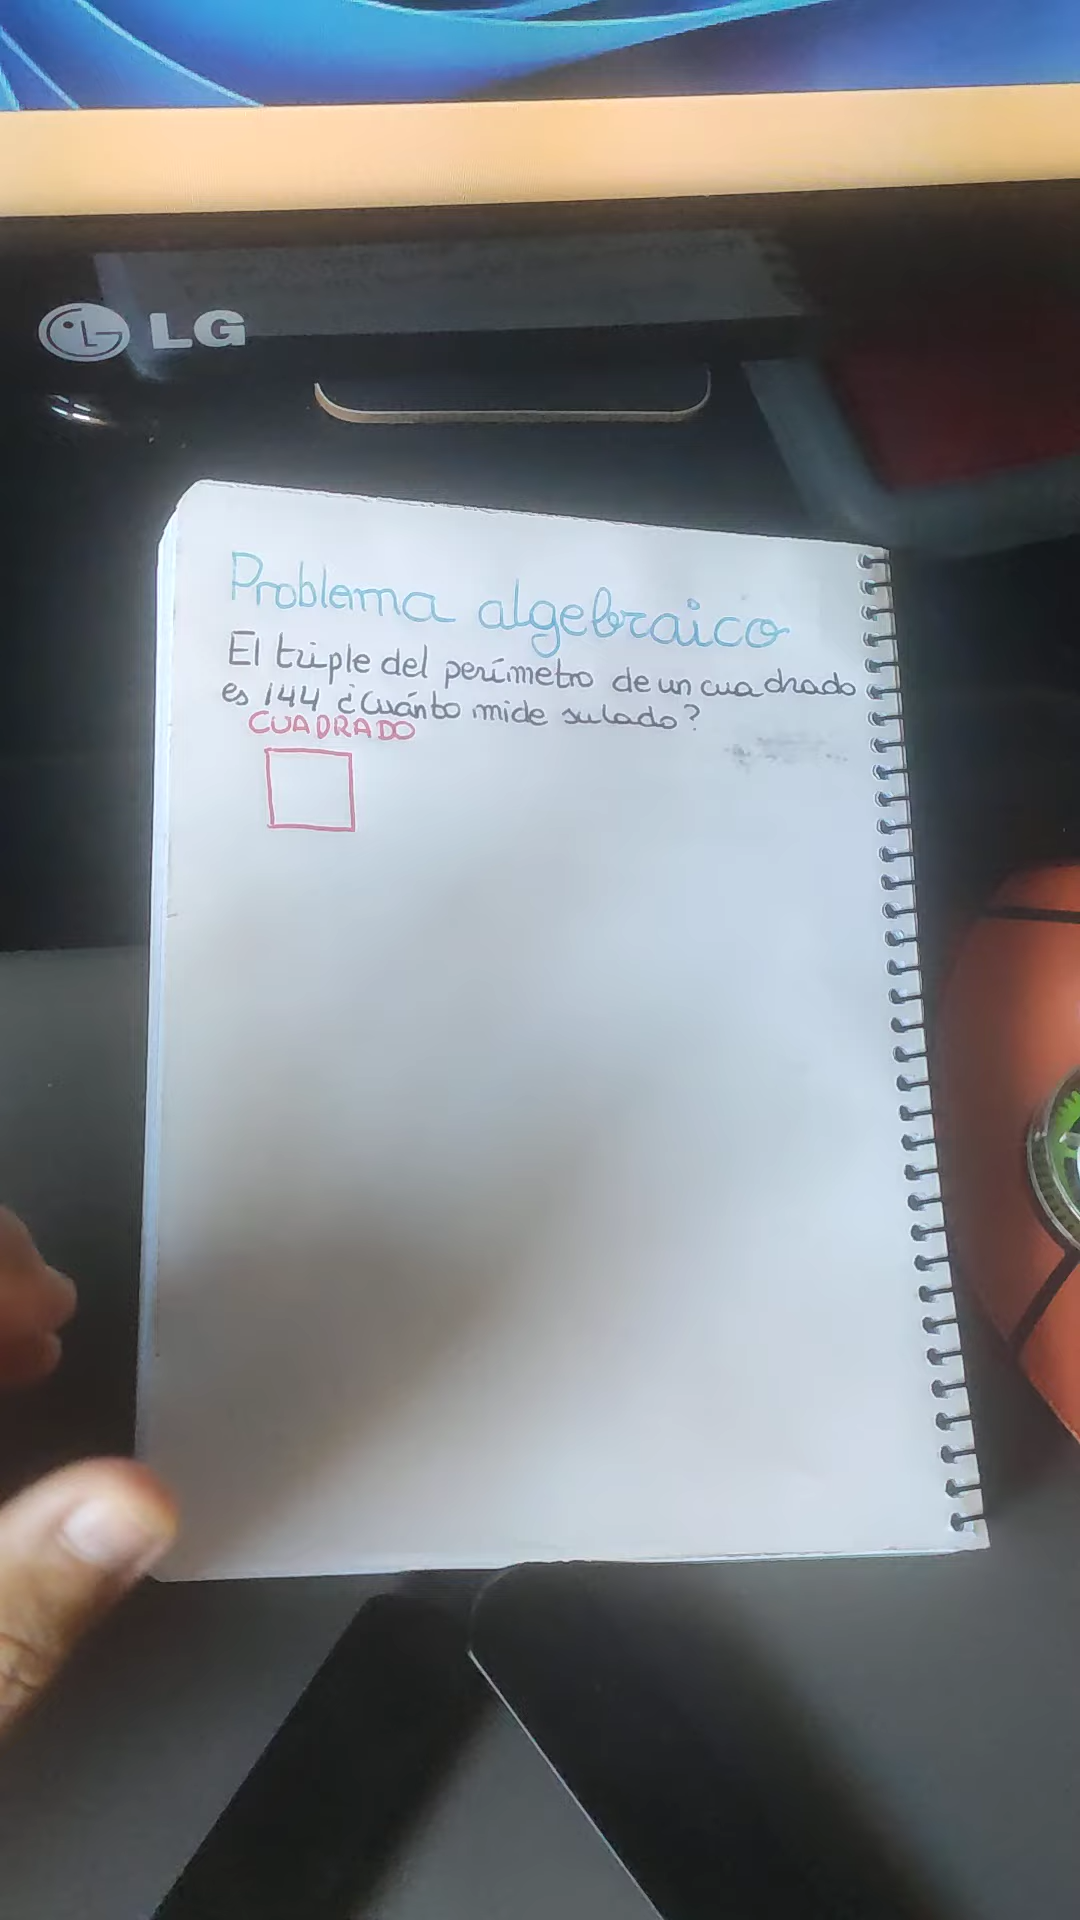 LG
Problema algebraico
El triple del perímetro de un cuadrado
es 144 ¿Cuánto mide su lado?
CUADRADO